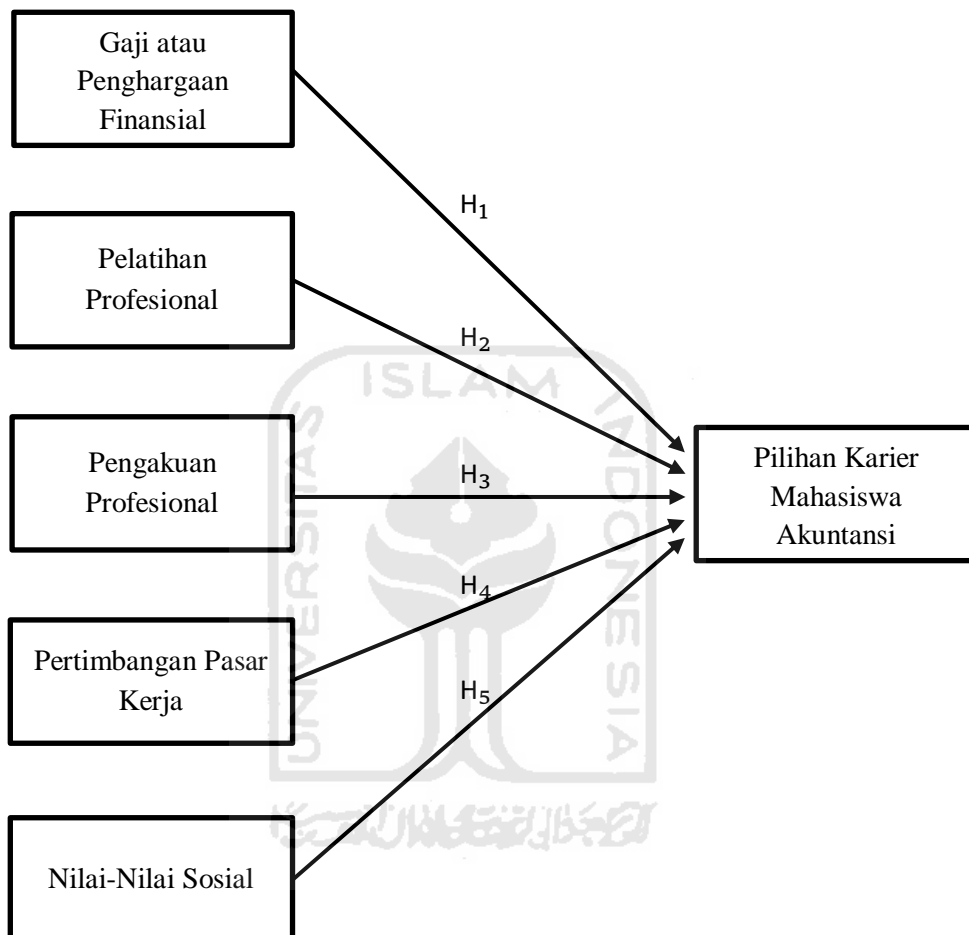 Gaji atau
Penghargaan
Finansial
H₁
Pelatihan
Profesional
H₂
ISLAM
UNIVERSITAS
INDONESIA
Pengakuan
Profesional
H₃
Pilihan Karier
Mahasiswa
Akuntansi
H₄
Pertimbangan Pasar
Kerja
H₅
Nilai-Nilai Sosial